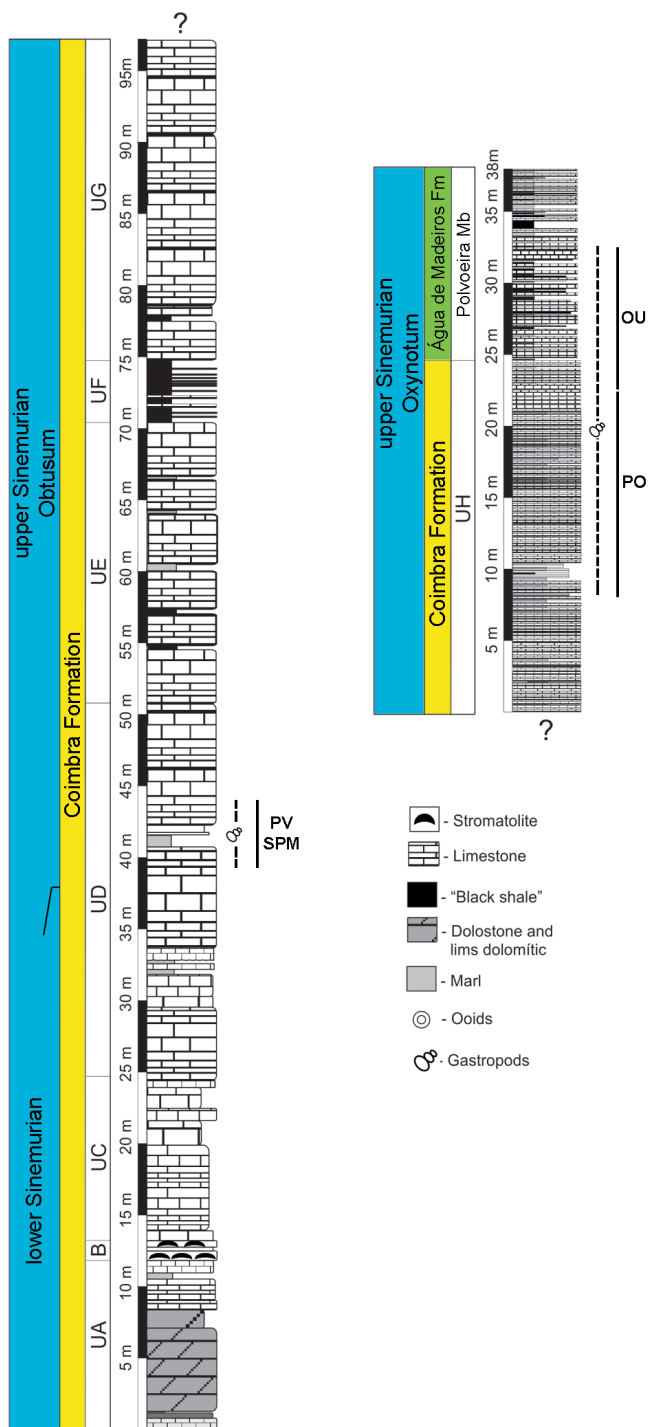 ?
95m
90 m
85 m
80 m
75 m
70 m
65 m
60 m
55 m
50 m
45 m
40 m
35 m
30 m
25 m
20 m
15 m
10 m
5 m
upper Sinemurian
Obtusum
lower Sinemurian
Coimbra Formation
UG
UF
UE
UD
UC
B
UA
PV
SPM
upper Sinemurian
Oxynotum
Água de Madeiros Fm
Coimbra Formation
Polvoeira Mb
UH
38m
35 m
30 m
25 m
20 m
15 m
10 m
5 m
OU
PO
?
- Stromatolite
- Limestone
- “Black shale”
- Dolostone and
lims dolomític
- Marl
- Ooids
- Gastropods